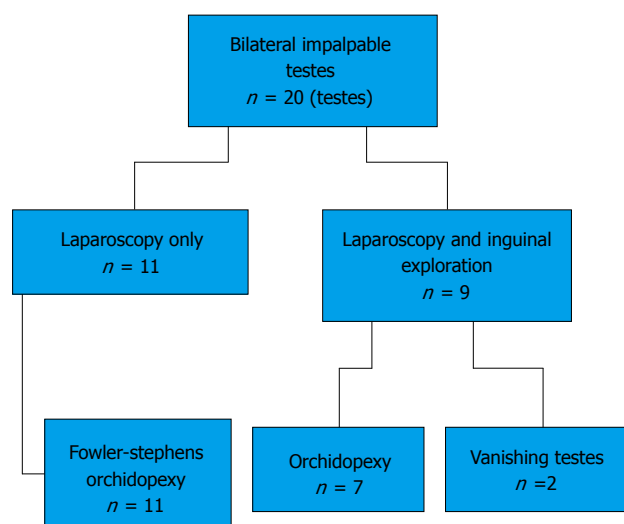 Bilateral impalpable
testes
n = 20 (testes)
Laparoscopy only
n = 11
Laparoscopy and inguinal
exploration
n = 9
Fowler-stephens
orchidopexy
n = 11
Orchidopexy
n = 7
Vanishing testes
n =2